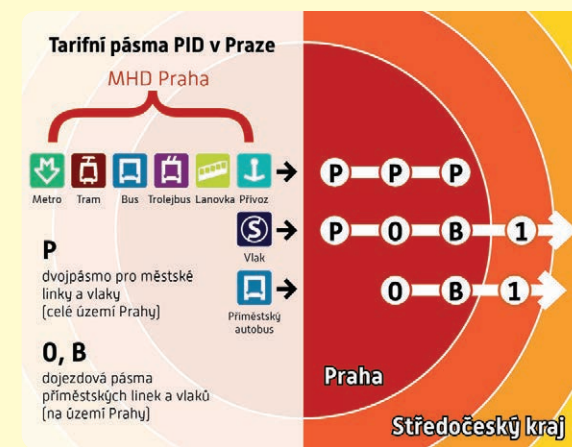 Tarifní pásma PID v Praze
MHD Praha
Metro Tram Bus Trolejbus Lanovka Přívoz
P P P
S
Vlak
P 0 B 1
Příměstský
autobus
0 B 1
P
dvojpásmo pro městské
linky a vlaky
(celé území Prahy)
0, B
dojezdová pásma
příměstských linek a vlaků
(na území Prahy)
Praha
Středočeský kraj